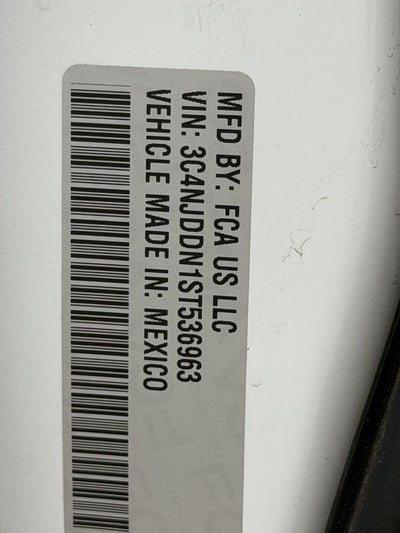 MFD BY: FCA US LLC
VIN: 3C4NJDDN1ST536963
VEHICLE MADE IN: MEXICO